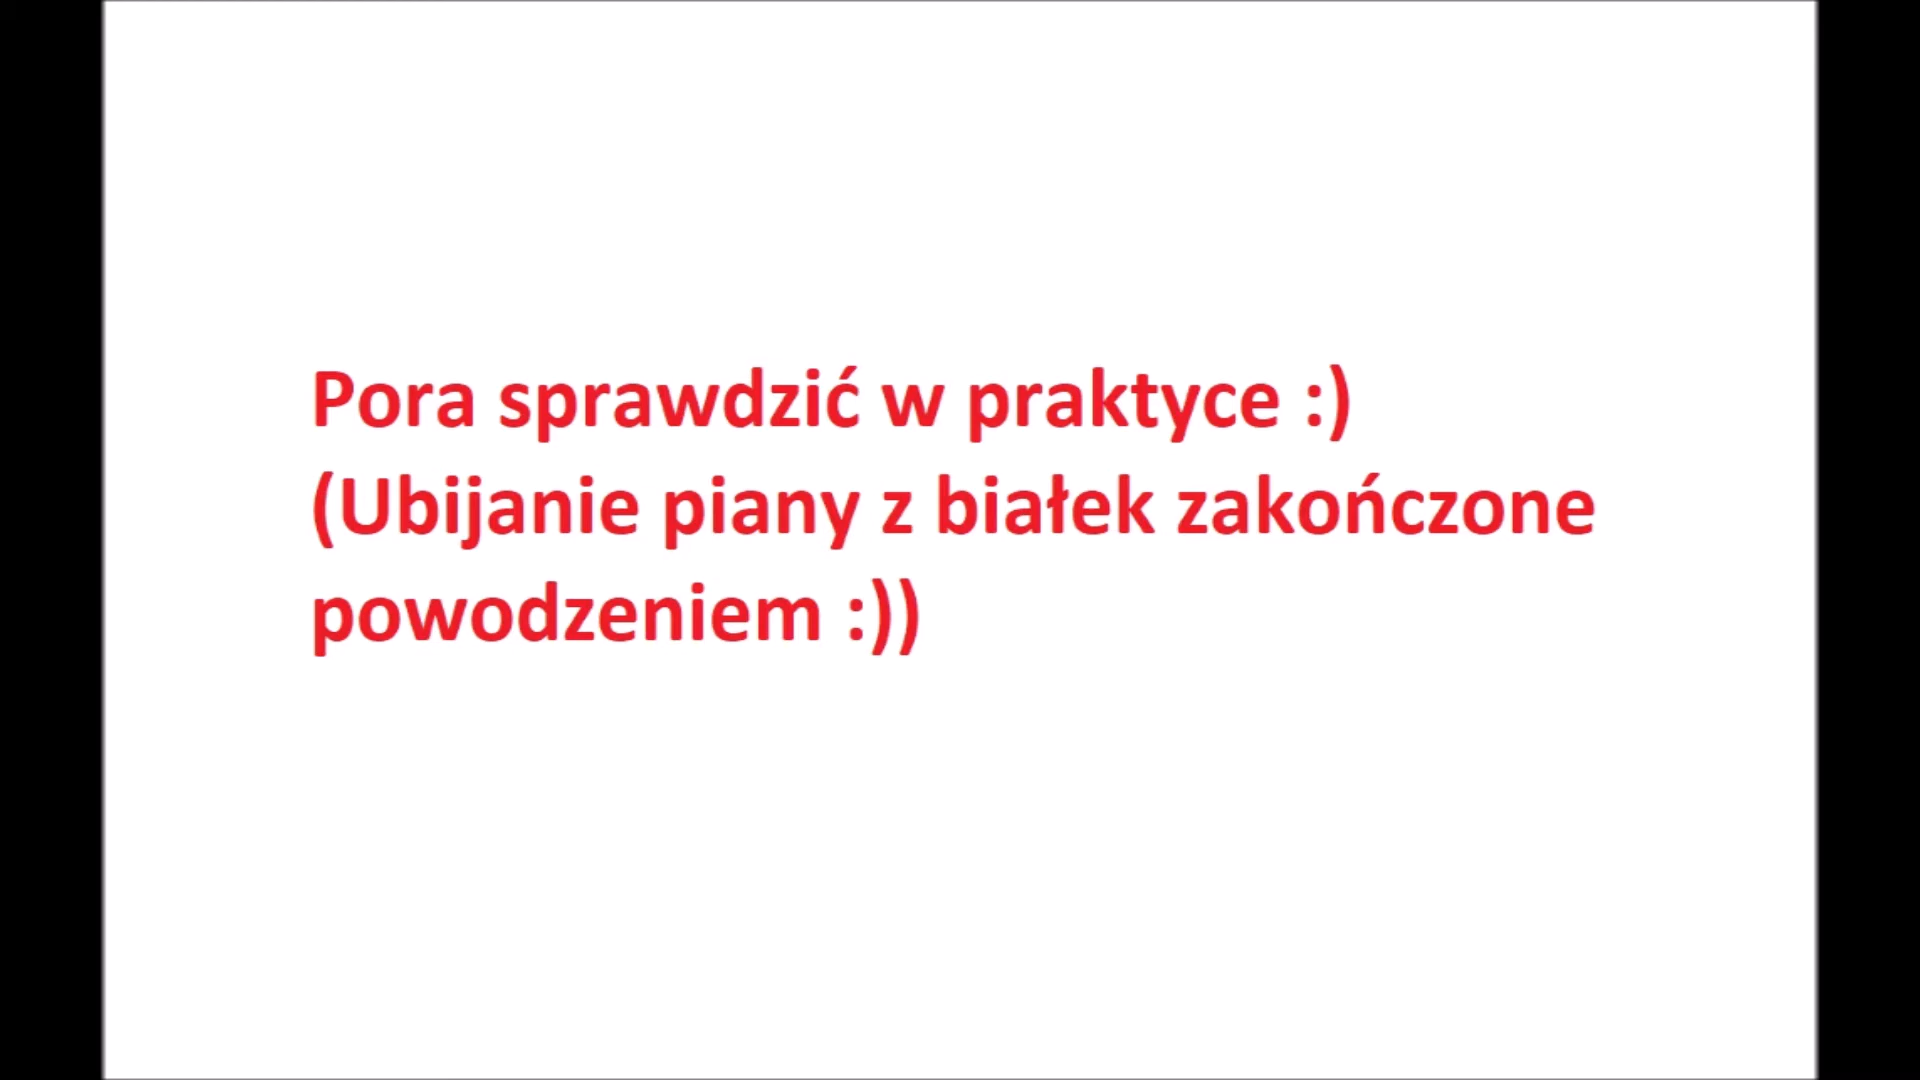 Pora sprawdzić w praktyce :)
(Ubijanie piany z białek zakończone
powodzeniem :))